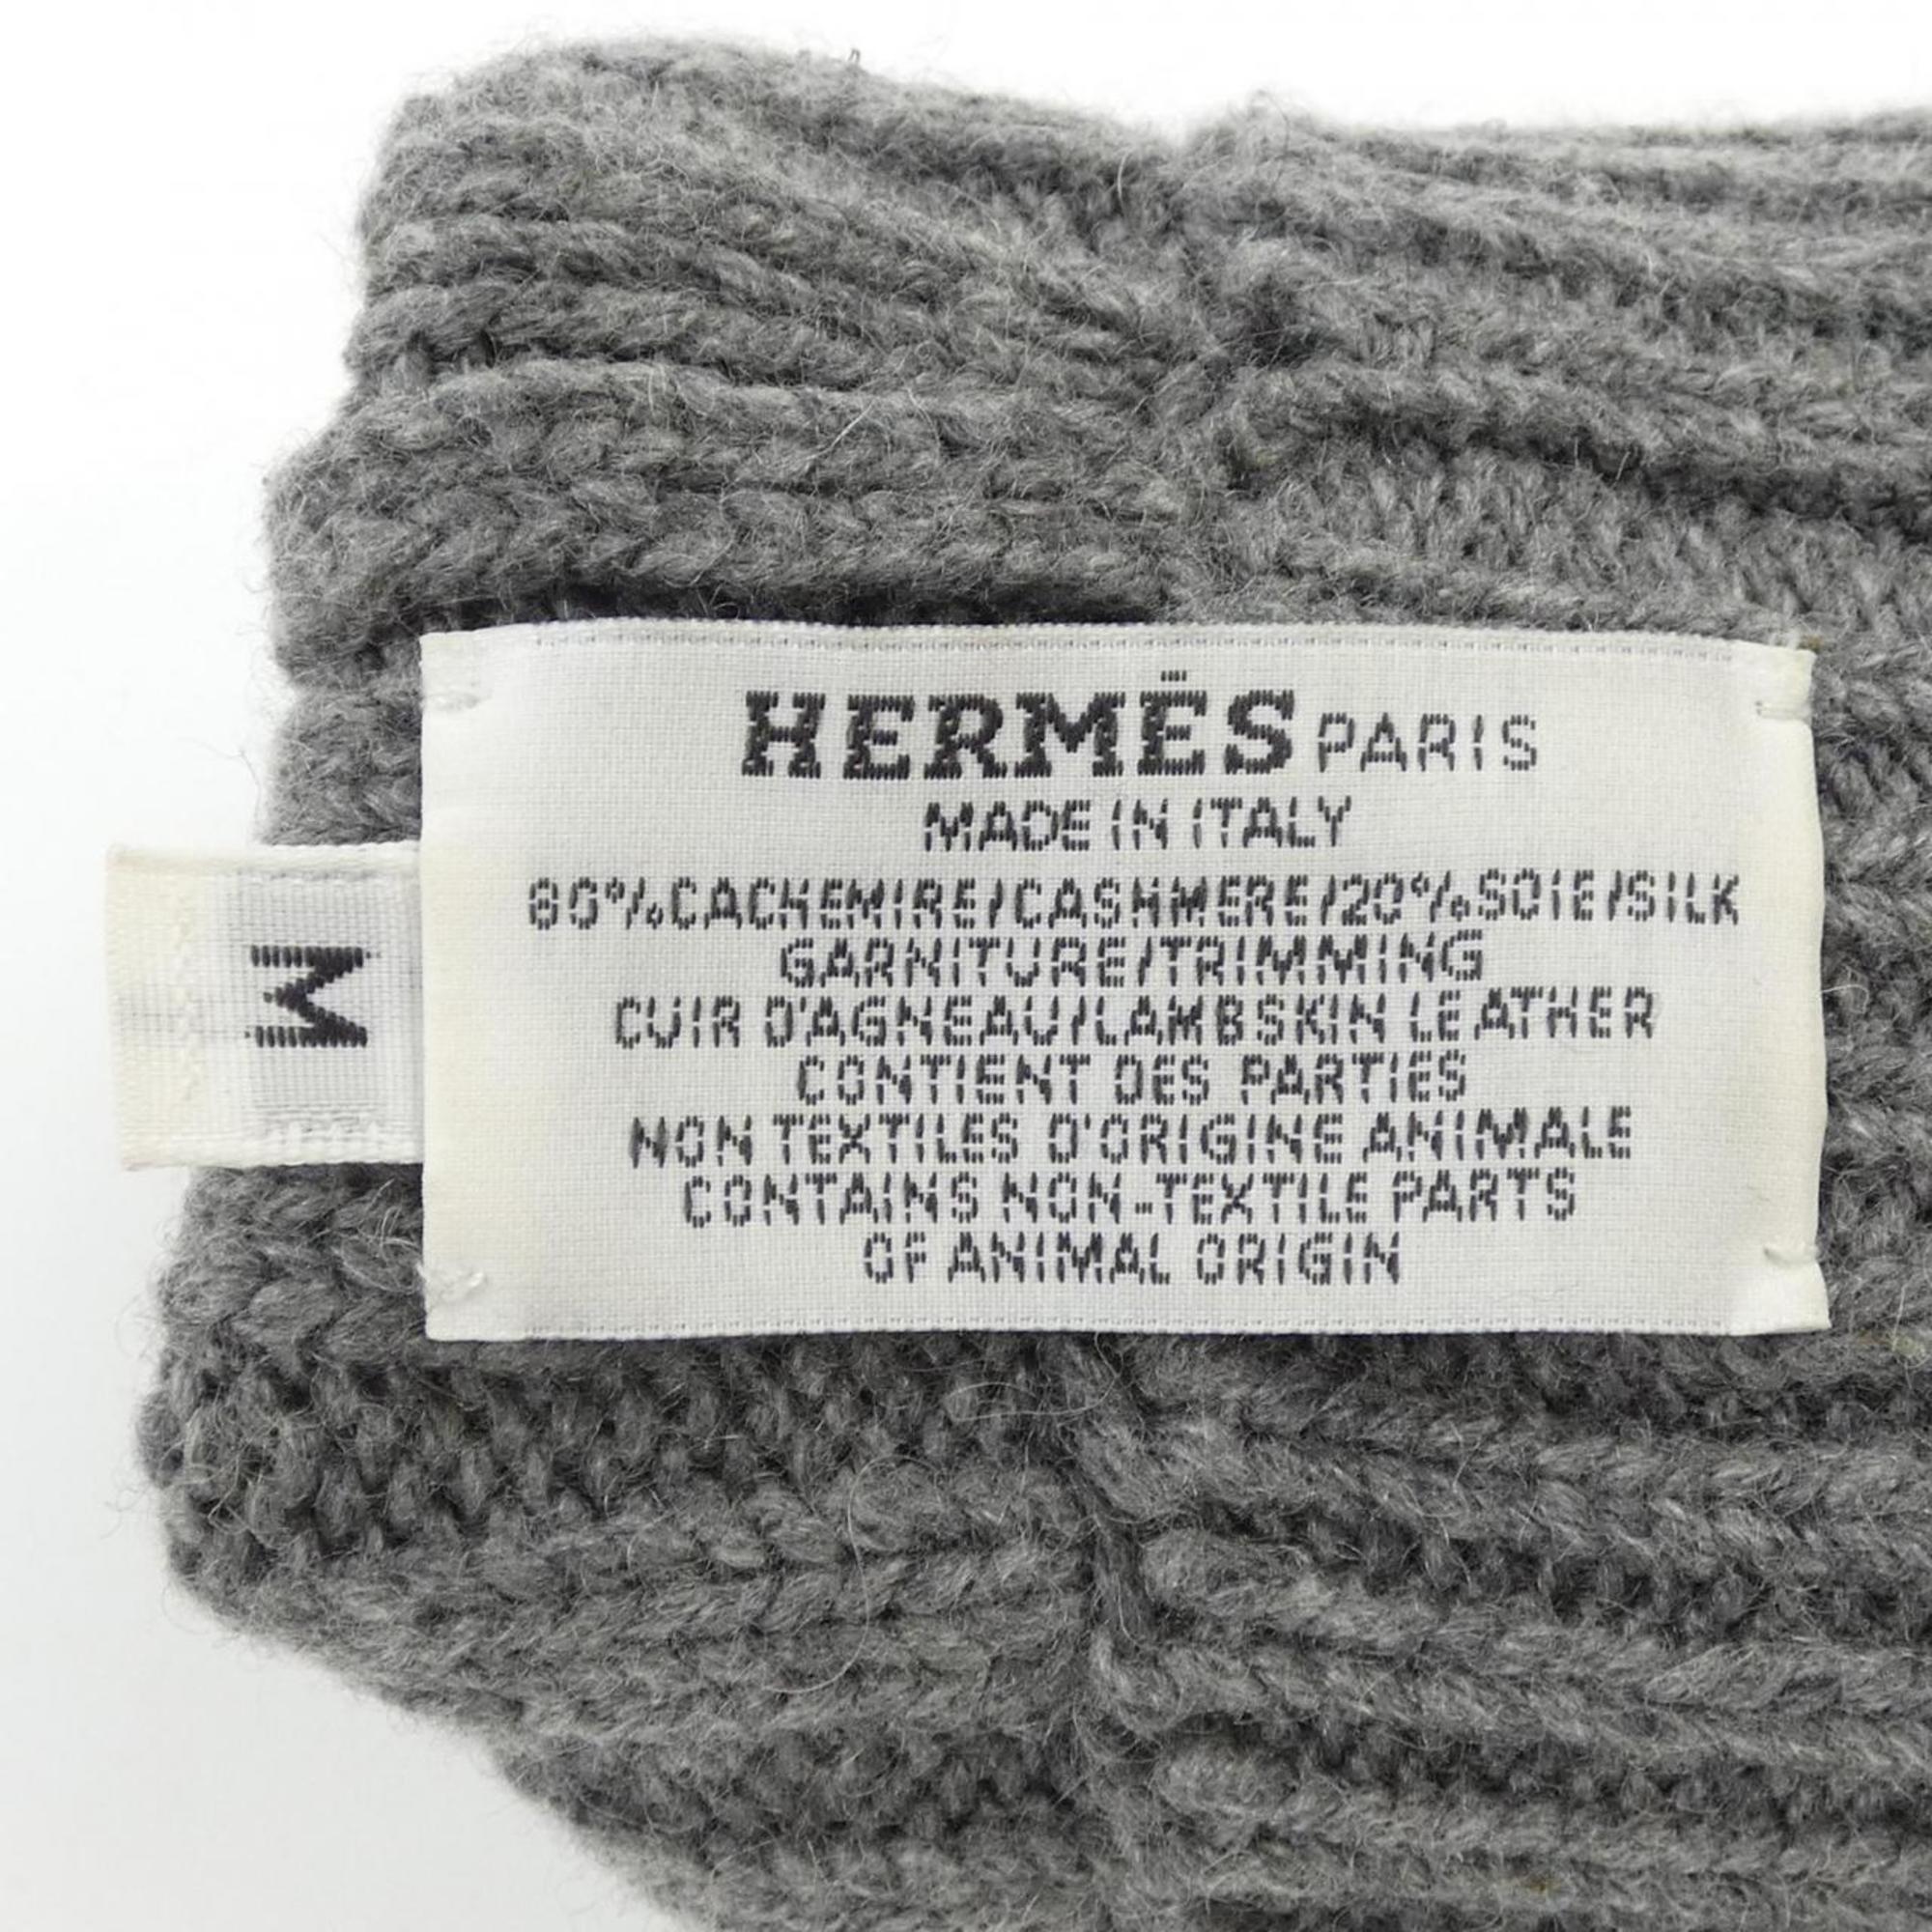 HERMÈS PARIS
MADE IN ITALY
80%CACHEMIRE/CASHMERE/20%SOIE/SILK
GARNITURE/TRIMMING
CUIR D'AGNEAU/LAMBSKIN LEATHER
CONTIENT DES PARTIES
NON TEXTILES D'ORIGINE ANIMALE
CONTAINS NON-TEXTILE PARTS
OF ANIMAL ORIGIN
M